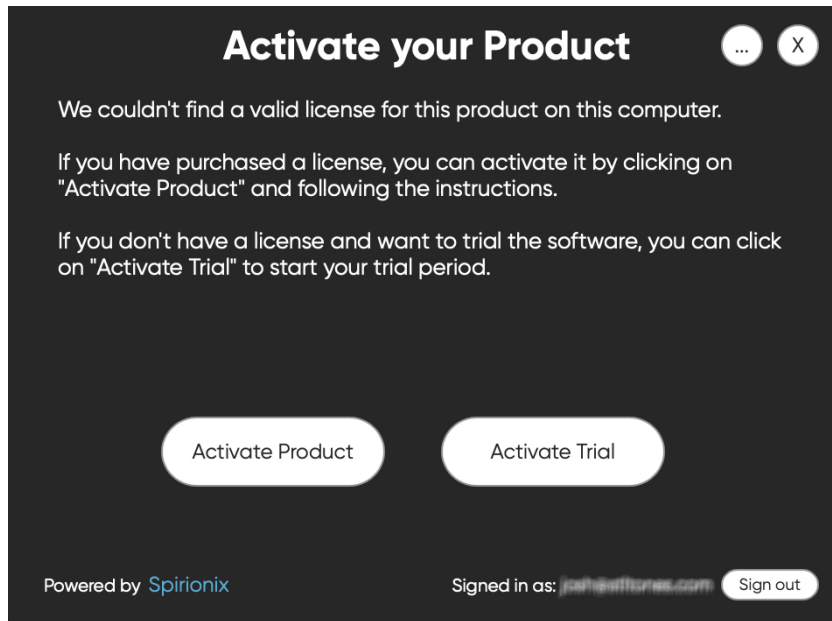 Activate your Product
...
X
We couldn't find a valid license for this product on this computer.
If you have purchased a license, you can activate it by clicking on
"Activate Product" and following the instructions.
If you don't have a license and want to trial the software, you can click
on "Activate Trial" to start your trial period.
Activate Product
Activate Trial
Powered by Spirionix
Signed in as:
Sign out